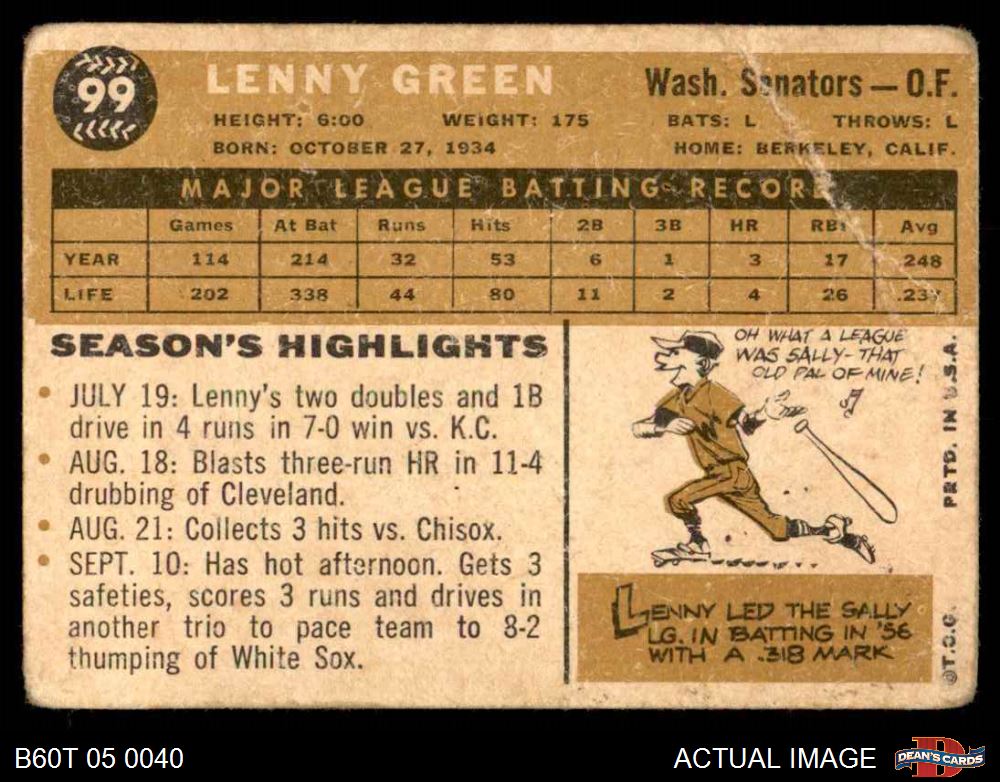 99
LENNY GREEN
Wash. Senators — O.F.
HEIGHT: 6:00 WEIGHT: 175 BATS: L THROWS: L
BORN: OCTOBER 27, 1934 HOME: BERKELEY, CALIF.
MAJOR LEAGUE BATTING RECORD
Games At Bat Runs Hits 2B 3B HR RBI Avg
YEAR 114 214 32 53 6 1 3 17 .248
LIFE 202 338 44 80 11 2 4 26 .237
SEASON'S HIGHLIGHTS
• JULY 19: Lenny's two doubles and 1B
drive in 4 runs in 7-0 win vs. K.C.
• AUG. 18: Blasts three-run HR in 11-4
drubbing of Cleveland.
• AUG. 21: Collects 3 hits vs. Chisox.
• SEPT. 10: Has hot afternoon. Gets 3
safeties, scores 3 runs and drives in
another trio to pace team to 8-2
thumping of White Sox.
OH WHAT A LEAGUE
WAS SALLY-THAT
OLD PAL OF MINE!
W
LENNY LED THE SALLY
LG. IN BATTING IN '56
WITH A .318 MARK
©T.C.G. PRTD. IN U.S.A.
B60T 05 0040
ACTUAL IMAGE
D
DEAN'S CARDS